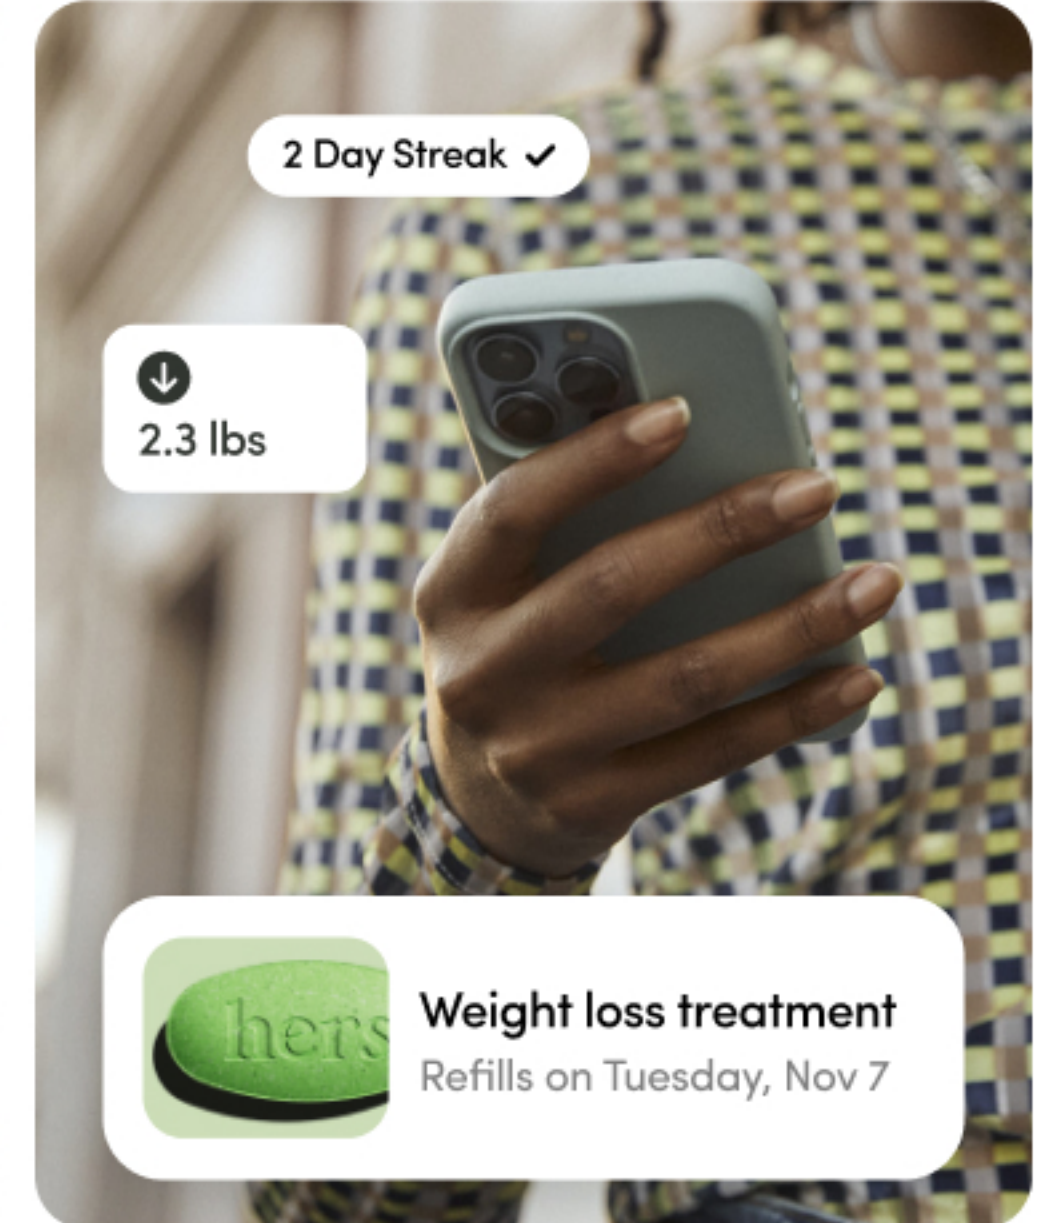 2 Day Streak ✓
2.3 lbs
hers
Weight loss treatment
Refills on Tuesday, Nov 7